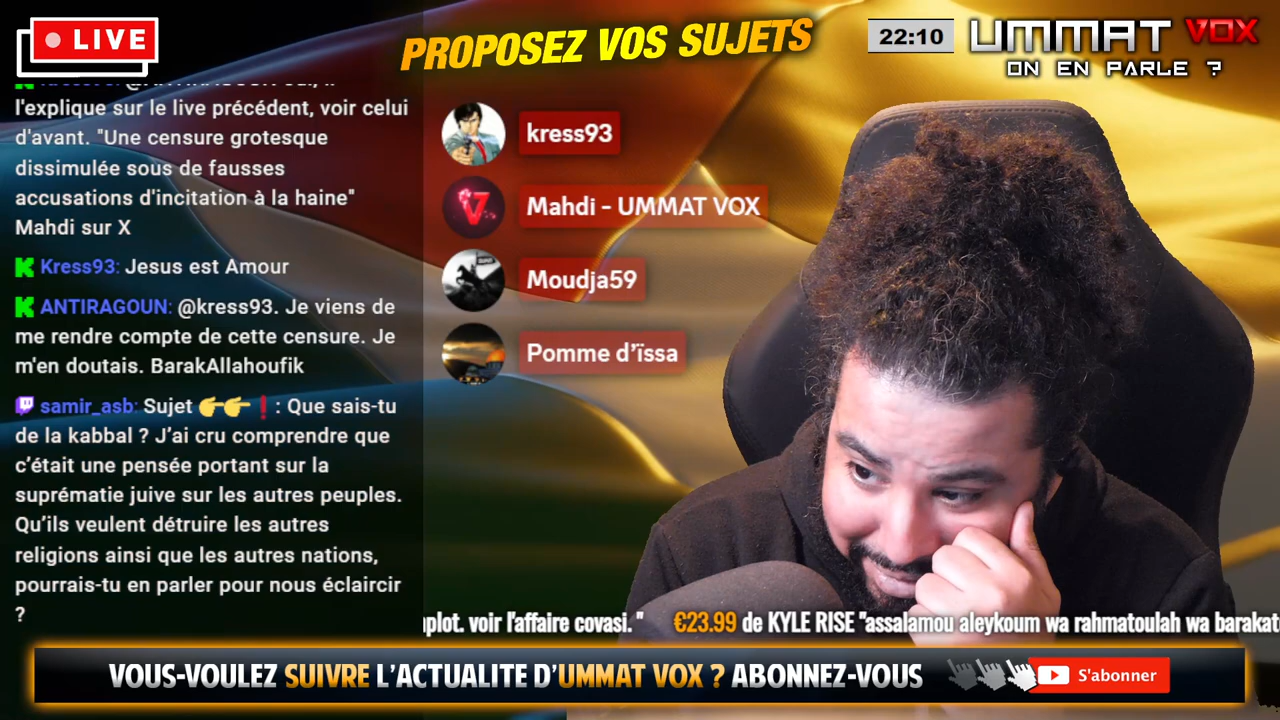 LIVE
PROPOSEZ VOS SUJETS
22:10
UMMAT VOX
ON EN PARLE ?
l'explique sur le live précédent, voir celui
d'avant. "Une censure grotesque
dissimulée sous de fausses
accusations d'incitation à la haine"
Mahdi sur X
Kress93: Jesus est Amour
ANTIRAGOUN: @kress93. Je viens de
me rendre compte de cette censure. Je
m'en doutais. BarakAllahoufik
samir_asb: Sujet 👉👉❗: Que sais-tu
de la kabbal ? J’ai cru comprendre que
c’était une pensée portant sur la
suprématie juive sur les autres peuples.
Qu’ils veulent détruire les autres
religions ainsi que les autres nations,
pourrais-tu en parler pour nous éclaircir
?
kress93
Mahdi - UMMAT VOX
Moudja59
Pomme d’ïssa
plot. voir l'affaire covasi. " €23.99 de KYLE RISE "assalamou aleykoum wa rahmatoulah wa barakat
VOUS-VOULEZ SUIVRE L'ACTUALITE D'UMMAT VOX ? ABONNEZ-VOUS
S'abonner